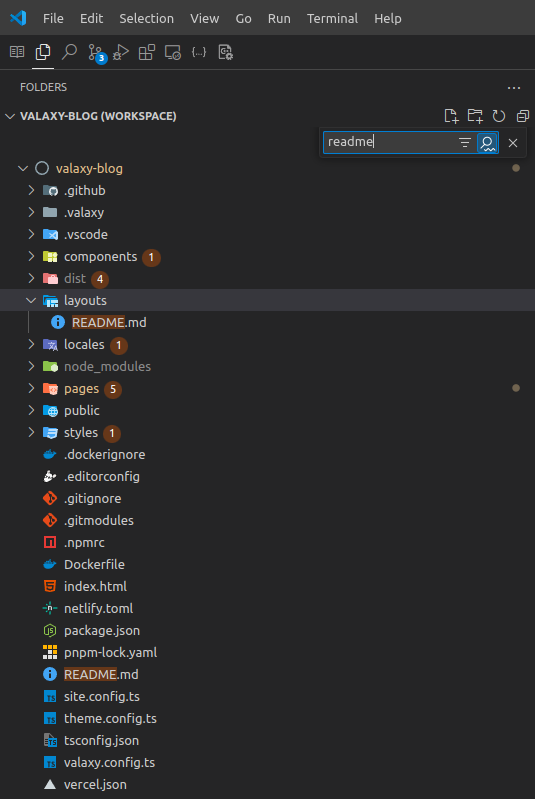 File Edit Selection View Go Run Terminal Help
3 {...}
FOLDERS ...
VALAXY-BLOG (WORKSPACE)
readme
valaxy-blog
.github
.valaxy
.vscode
components 1
dist 4
layouts
README.md
locales 1
node_modules
pages 5
public
styles 1
.dockerignore
.editorconfig
.gitignore
.gitmodules
.npmrc
Dockerfile
index.html
netlify.toml
package.json
pnpm-lock.yaml
README.md
site.config.ts
theme.config.ts
tsconfig.json
valaxy.config.ts
vercel.json